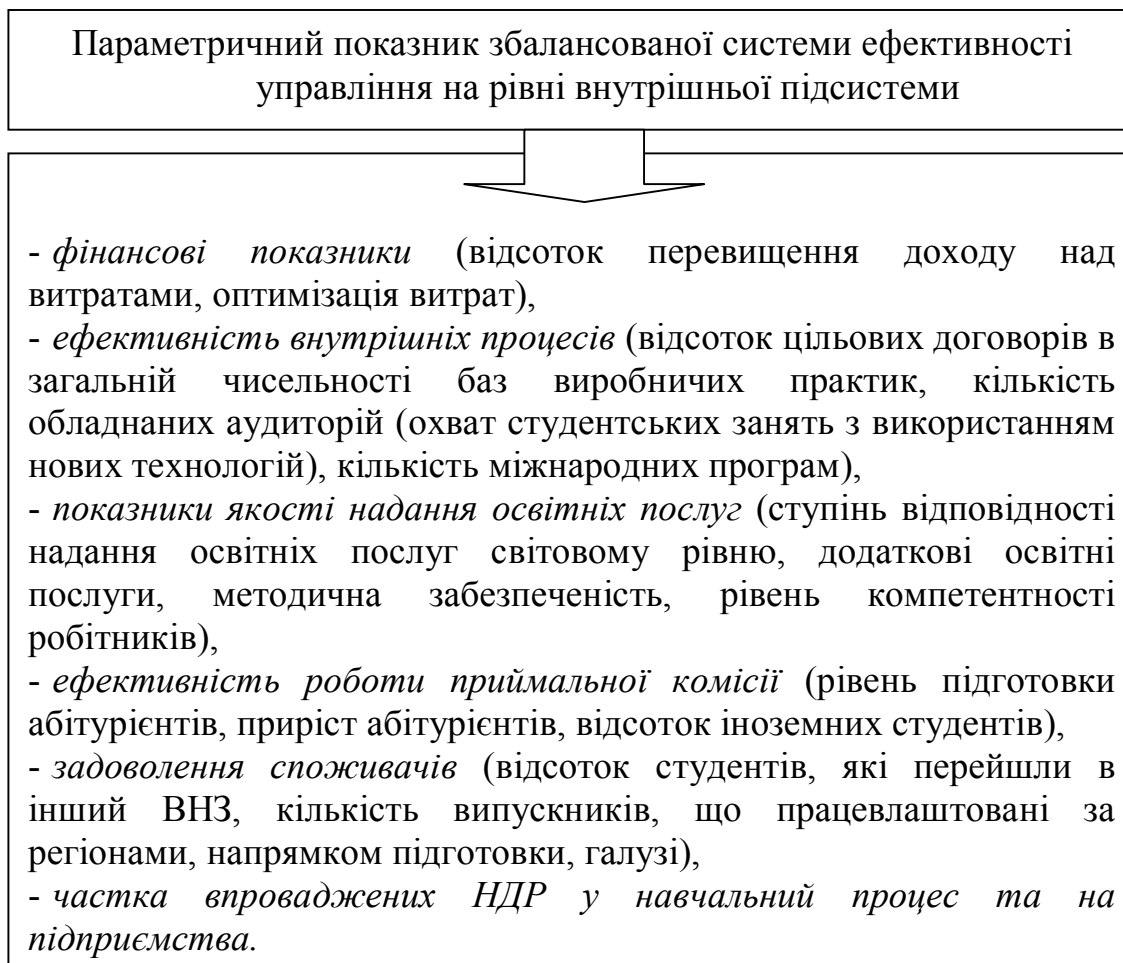 Параметричний показник збалансованої системи ефективності
управління на рівні внутрішньої підсистеми
- фінансові показники (відсоток перевищення доходу над
витратами, оптимізація витрат),
- ефективність внутрішніх процесів (відсоток цільових договорів в
загальній чисельності баз виробничих практик, кількість
обладнаних аудиторій (охват студентських занять з використанням
нових технологій), кількість міжнародних програм),
- показники якості надання освітніх послуг (ступінь відповідності
надання освітніх послуг світовому рівню, додаткові освітні
послуги, методична забезпеченість, рівень компетентності
робітників),
- ефективність роботи приймальної комісії (рівень підготовки
абітурієнтів, приріст абітурієнтів, відсоток іноземних студентів),
- задоволення споживачів (відсоток студентів, які перейшли в
інший ВНЗ, кількість випускників, що працевлаштовані за
регіонами, напрямком підготовки, галузі),
- частка впроваджених НДР у навчальний процес та на
підприємства.